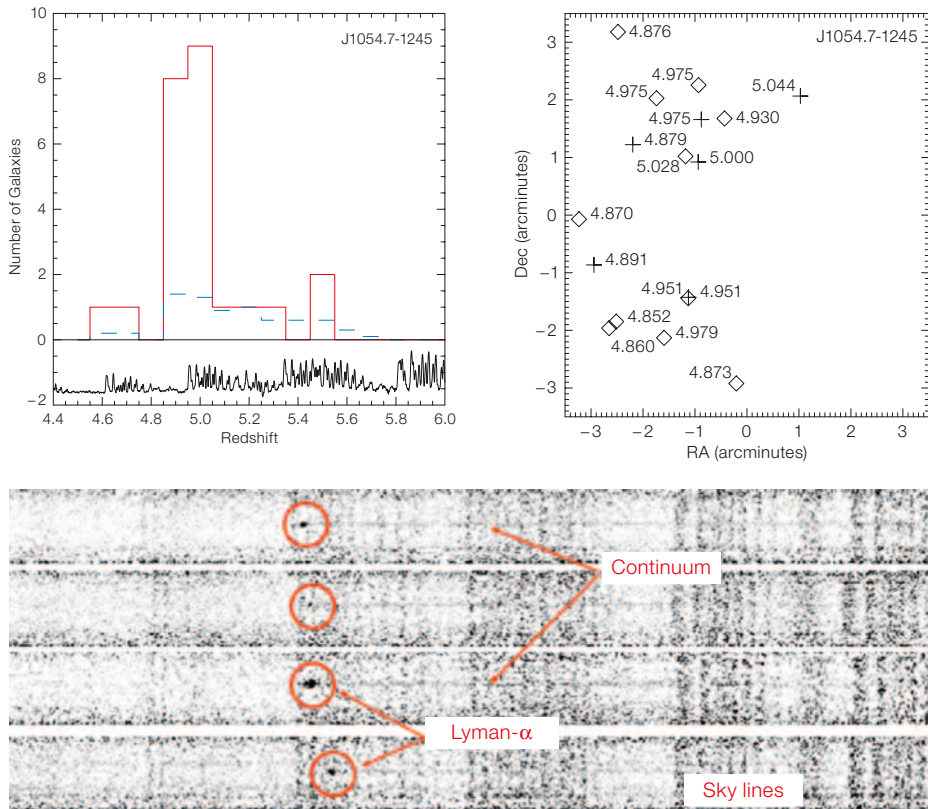 10
8
6
4
2
0
−2
Number of Galaxies
J1054.7-1245
4.4 4.6 4.8 5.0 5.2 5.4 5.6 5.8 6.0
Redshift
3
2
1
0
−1
−2
−3
Dec (arcminutes)
J1054.7-1245
4.876
4.975
4.975
5.044
4.975
4.930
4.879
5.028
5.000
4.870
4.891
4.951
4.951
4.852
4.860
4.979
4.873
−3 −2 −1 0 1 2 3
RA (arcminutes)
Continuum
Lyman-α
Sky lines